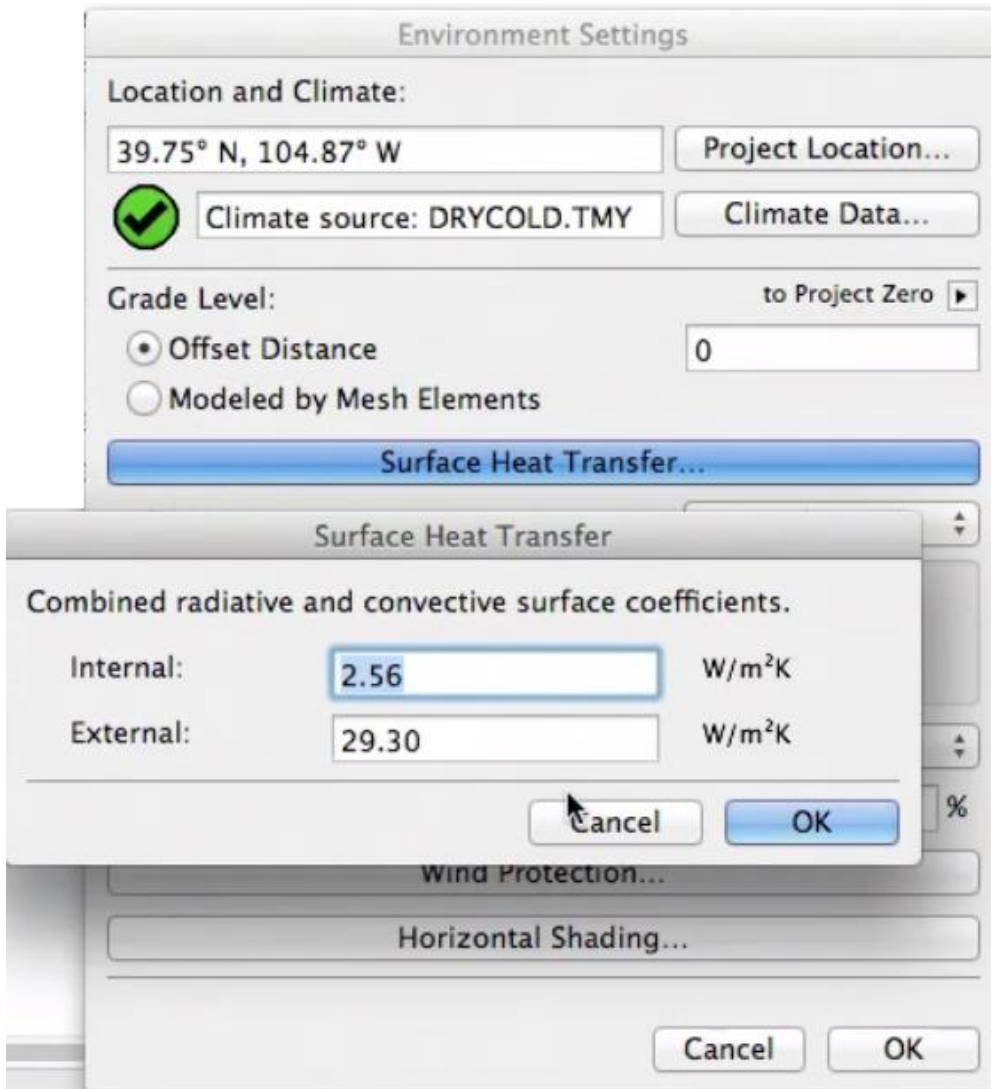 Environment Settings
Location and Climate:
39.75° N, 104.87° W Project Location...
Climate source: DRYCOLD.TMY Climate Data...
Grade Level: to Project Zero
Offset Distance 0
Modeled by Mesh Elements
Surface Heat Transfer...
Surface Heat Transfer
Combined radiative and convective surface coefficients.
Internal: 2.56 W/m²K
External: 29.30 W/m²K
Cancel OK
%
Wind Protection...
Horizontal Shading...
Cancel OK